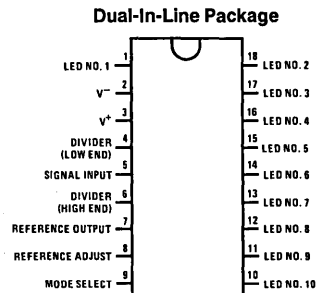 Dual-In-Line Package
1
LED NO. 1
2
V−
3
V+
4
DIVIDER
(LOW END)
5
SIGNAL INPUT
6
DIVIDER
(HIGH END)
7
REFERENCE OUTPUT
8
REFERENCE ADJUST
9
MODE SELECT
18
LED NO. 2
17
LED NO. 3
16
LED NO. 4
15
LED NO. 5
14
LED NO. 6
13
LED NO. 7
12
LED NO. 8
11
LED NO. 9
10
LED NO. 10